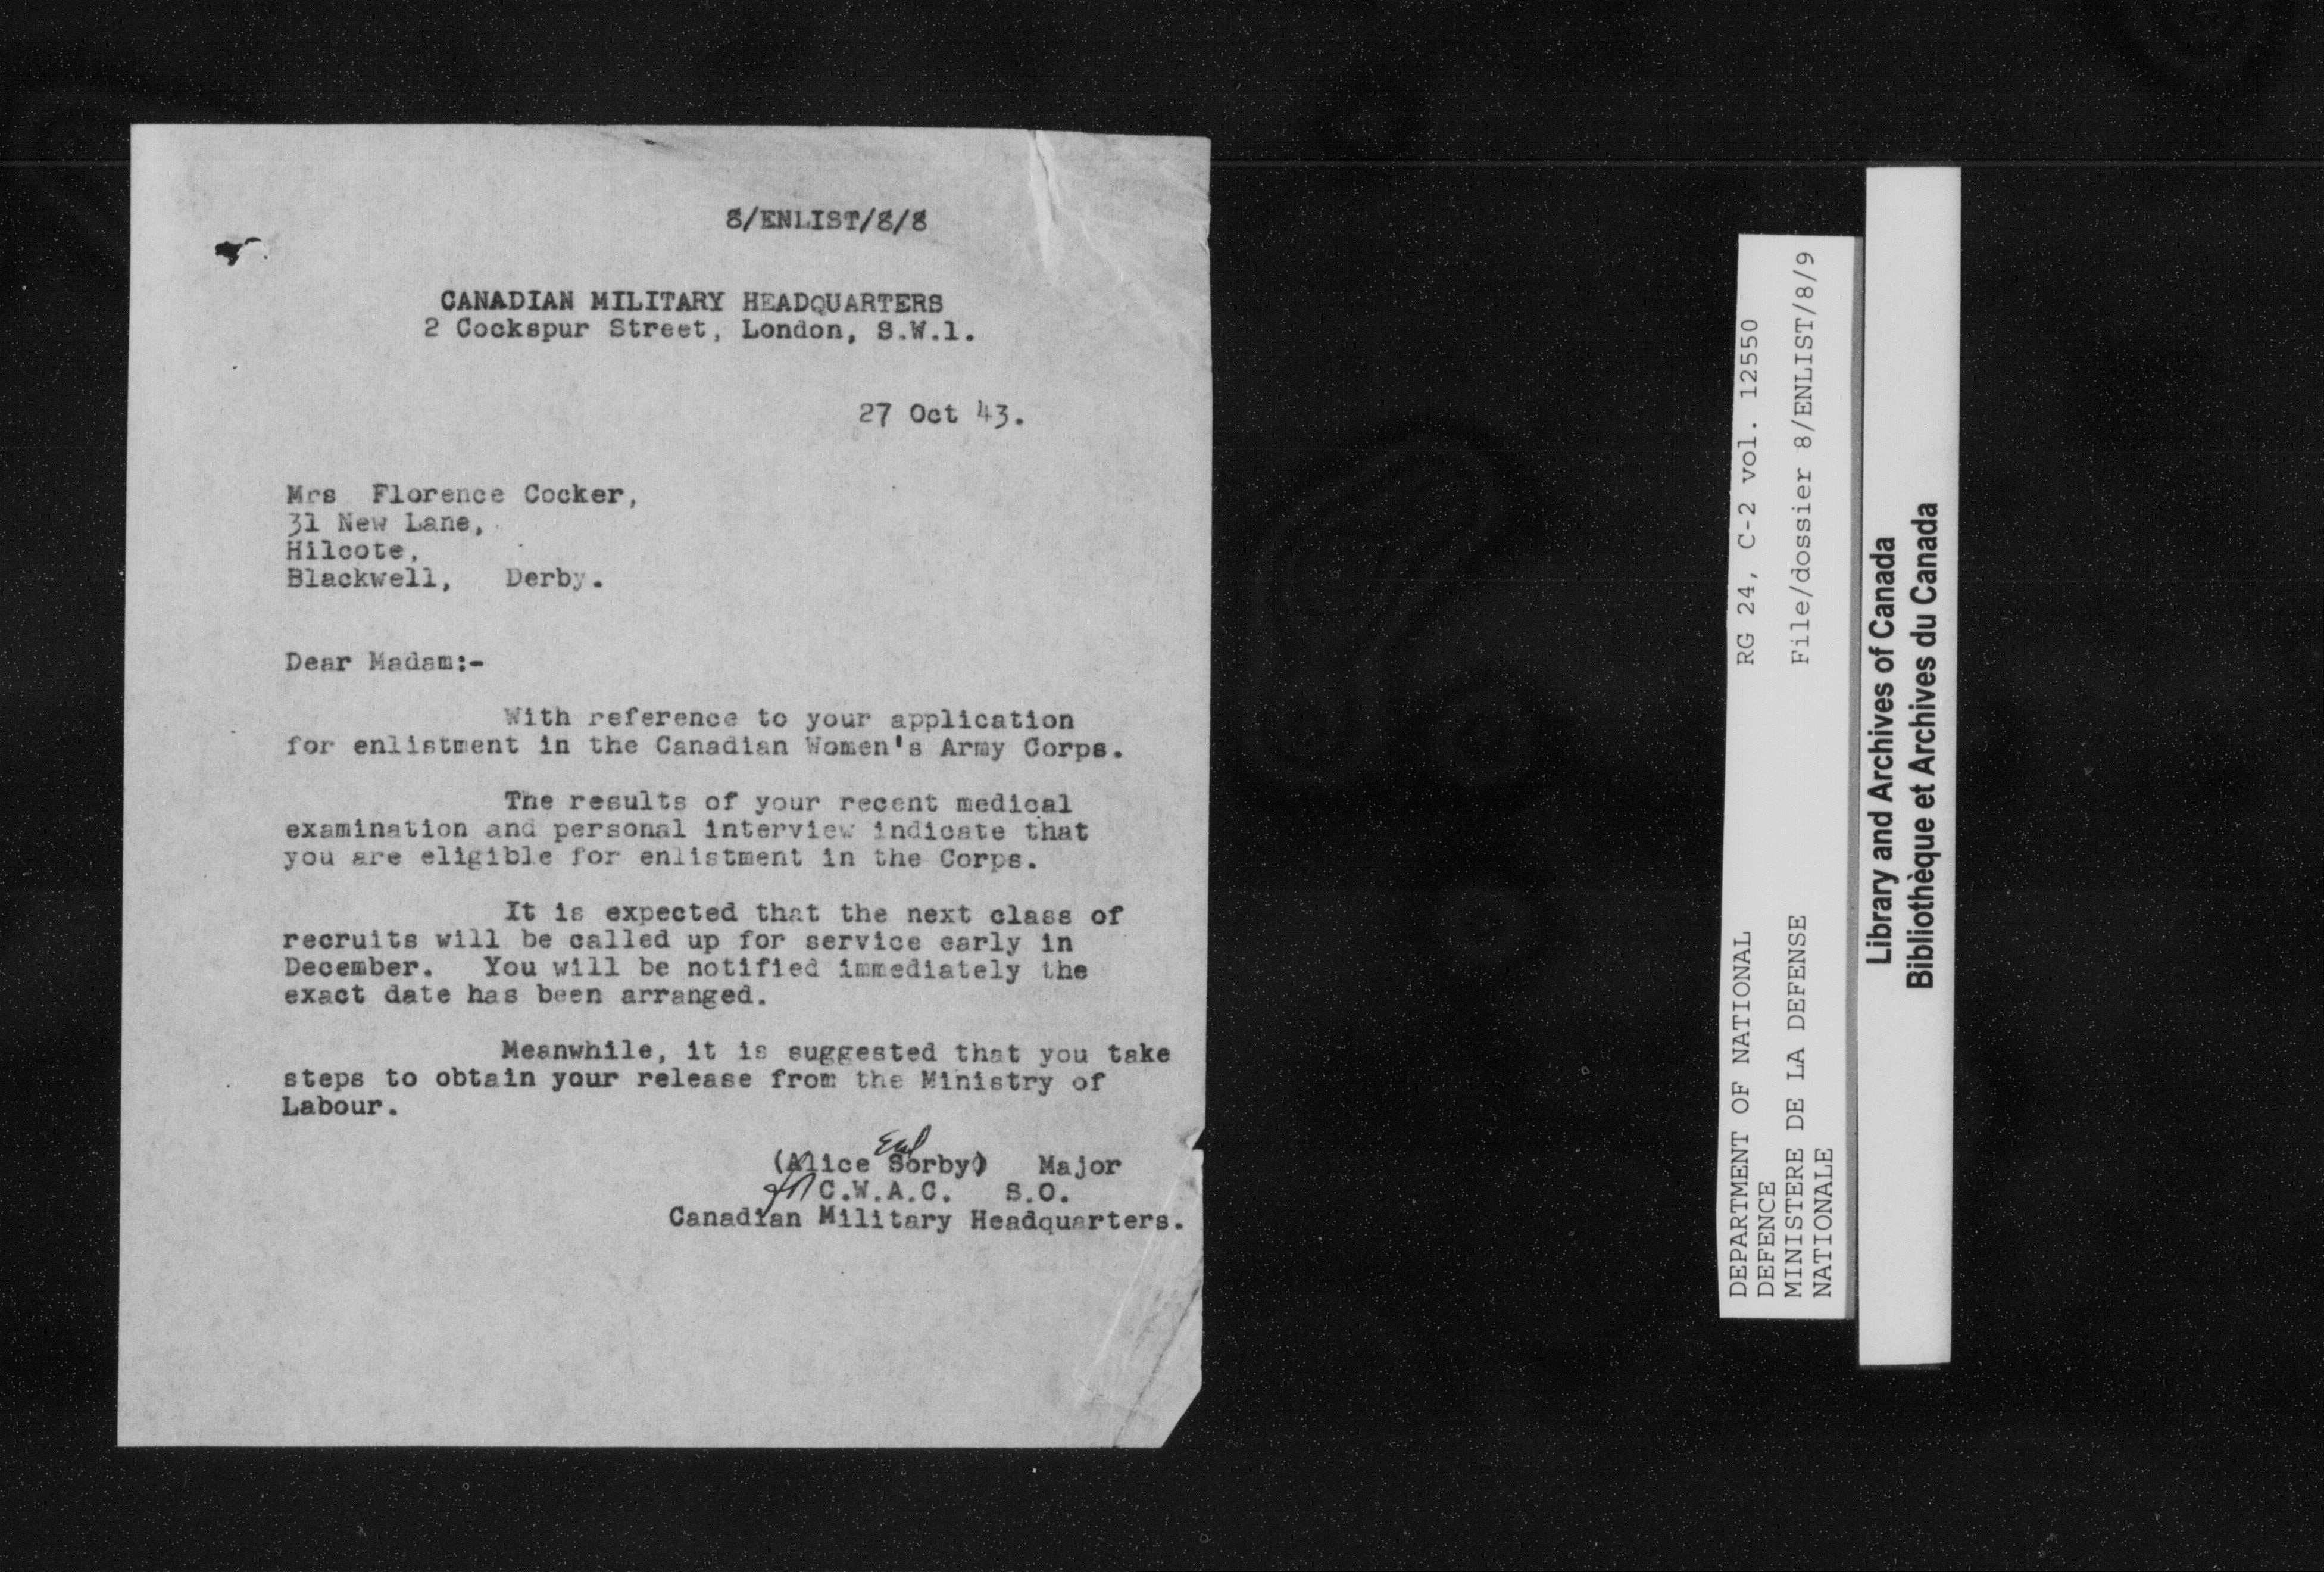 8/ENLIST/8/8
CANADIAN MILITARY HEADQUARTERS
2 Cockspur Street, London, S.W.1.
27 Oct 43.
Mrs Florence Cocker,
31 New Lane,
Hilcote,
Blackwell, Derby.
Dear Madam:-
With reference to your application
for enlistment in the Canadian Women's Army Corps.
The results of your recent medical
examination and personal interview indicate that
you are eligible for enlistment in the Corps.
It is expected that the next class of
recruits will be called up for service early in
December. You will be notified immediately the
exact date has been arranged.
Meanwhile, it is suggested that you take
steps to obtain your release from the Ministry of
Labour.
(Alice Sorby) Major
for C.W.A.C. S.O.
Canadian Military Headquarters.
DEPARTMENT OF NATIONAL
DEFENCE
MINISTERE DE LA DEFENSE
NATIONALE
RG 24, C-2 vol. 12550
File/dossier 8/ENLIST/8/9
Library and Archives of Canada
Bibliothèque et Archives du Canada